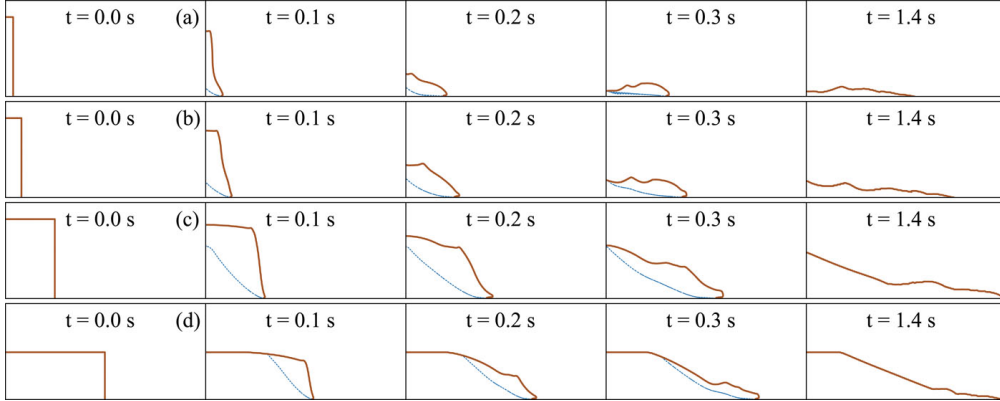 t = 0.0 s (a) t = 0.1 s t = 0.2 s t = 0.3 s t = 1.4 s
t = 0.0 s (b) t = 0.1 s t = 0.2 s t = 0.3 s t = 1.4 s
t = 0.0 s (c) t = 0.1 s t = 0.2 s t = 0.3 s t = 1.4 s
t = 0.0 s (d) t = 0.1 s t = 0.2 s t = 0.3 s t = 1.4 s